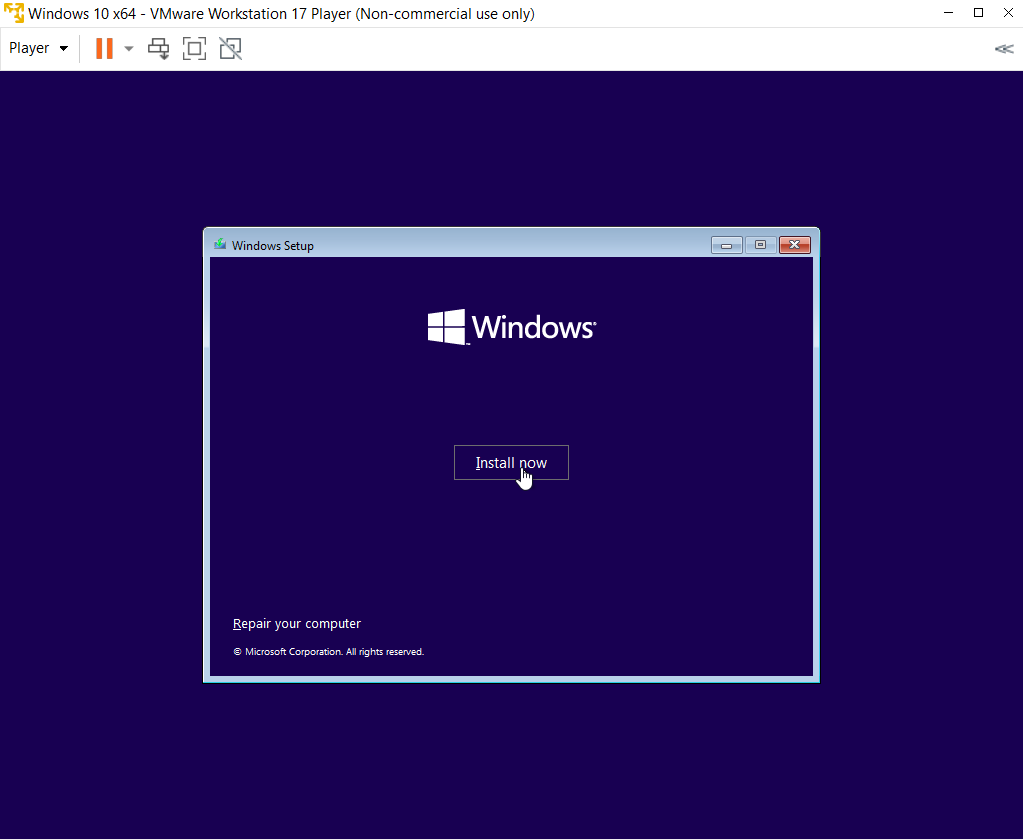 Windows 10 x64 - VMware Workstation 17 Player (Non-commercial use only)
Player
Windows Setup
Windows
Install now
Repair your computer
© Microsoft Corporation. All rights reserved.